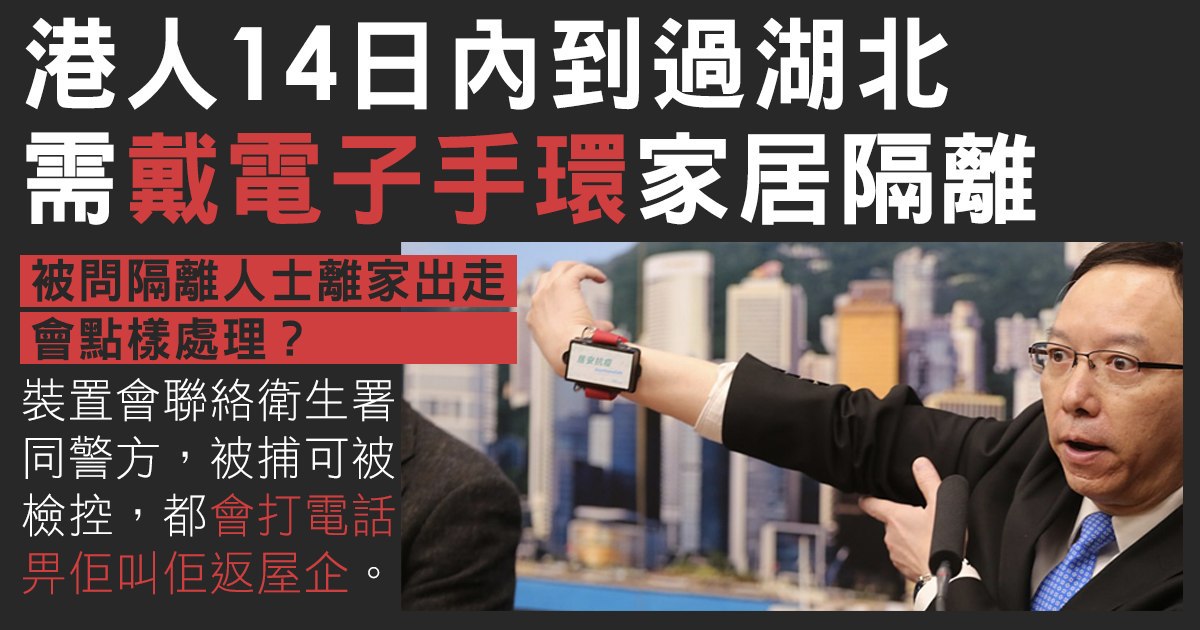 港人14日內到過湖北
需戴電子手環家居隔離
被問隔離人士離家出走
會點樣處理？
裝置會聯絡衛生署
同警方，被捕可被
檢控，都會打電話
畀佢叫佢返屋企。
居安抗疫